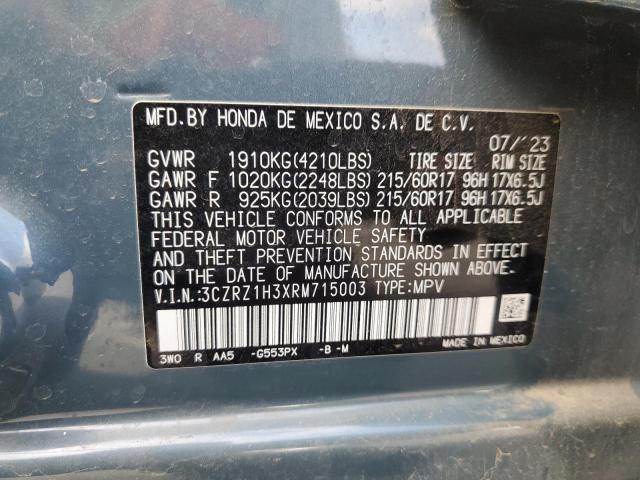 MFD.BY HONDA DE MEXICO S.A. DE C.V.
07/'23
GVWR 1910KG(4210LBS) TIRE SIZE RIM SIZE
GAWR F 1020KG(2248LBS) 215/60R17 96H 17X6.5J
GAWR R 925KG(2039LBS) 215/60R17 96H 17X6.5J
THIS VEHICLE CONFORMS TO ALL APPLICABLE
FEDERAL MOTOR VEHICLE SAFETY
AND THEFT PREVENTION STANDARDS IN EFFECT
ON THE DATE OF MANUFACTURE SHOWN ABOVE.
V.I.N.:3CZRZ1H3XRM715003 TYPE:MPV
3WO R AA5 -G553PX -B-M
MADE IN MEXICO